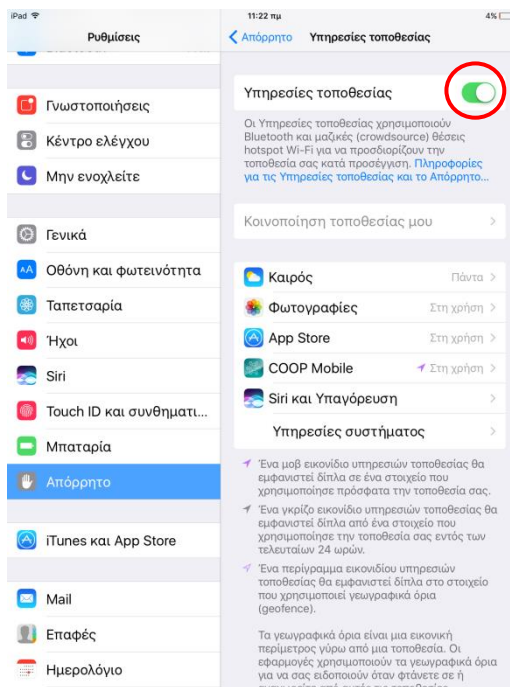 iPad
11:22 πμ
4%
Ρυθμίσεις
Γνωστοποιήσεις
Κέντρο ελέγχου
Μην ενοχλείτε
Γενικά
AA Οθόνη και φωτεινότητα
Ταπετσαρία
Ήχοι
Siri
Touch ID και συνθηματι...
Μπαταρία
Απόρρητο
iTunes και App Store
Mail
Επαφές
Ημερολόγιο
Απόρρητο Υπηρεσίες τοποθεσίας
Υπηρεσίες τοποθεσίας
Οι Υπηρεσίες τοποθεσίας χρησιμοποιούν
Bluetooth και μαζικές (crowdsource) θέσεις
hotspot Wi-Fi για να προσδιορίζουν την
τοποθεσία σας κατά προσέγγιση. Πληροφορίες
για τις Υπηρεσίες τοποθεσίας και το Απόρρητο...
Κοινοποίηση τοποθεσίας μου
Καιρός Πάντα
Φωτογραφίες Στη χρήση
App Store Στη χρήση
COOP Mobile Στη χρήση
Siri και Υπαγόρευση
Υπηρεσίες συστήματος
Ένα μοβ εικονίδιο υπηρεσιών τοποθεσίας θα
εμφανιστεί δίπλα σε ένα στοιχείο που
χρησιμοποίησε πρόσφατα την τοποθεσία σας.
Ένα γκρίζο εικονίδιο υπηρεσιών τοποθεσίας θα
εμφανιστεί δίπλα από ένα στοιχείο που
χρησιμοποίησε την τοποθεσία σας εντός των
τελευταίων 24 ωρών.
Ένα περίγραμμα εικονιδίου υπηρεσιών
τοποθεσίας θα εμφανιστεί δίπλα στο στοιχείο
που χρησιμοποιεί γεωγραφικά όρια
(geofence).
Τα γεωγραφικά όρια είναι μια εικονική
περίμετρος γύρω από μια τοποθεσία. Οι
εφαρμογές χρησιμοποιούν τα γεωγραφικά όρια
για να σας ειδοποιούν όταν φτάνετε σε ή